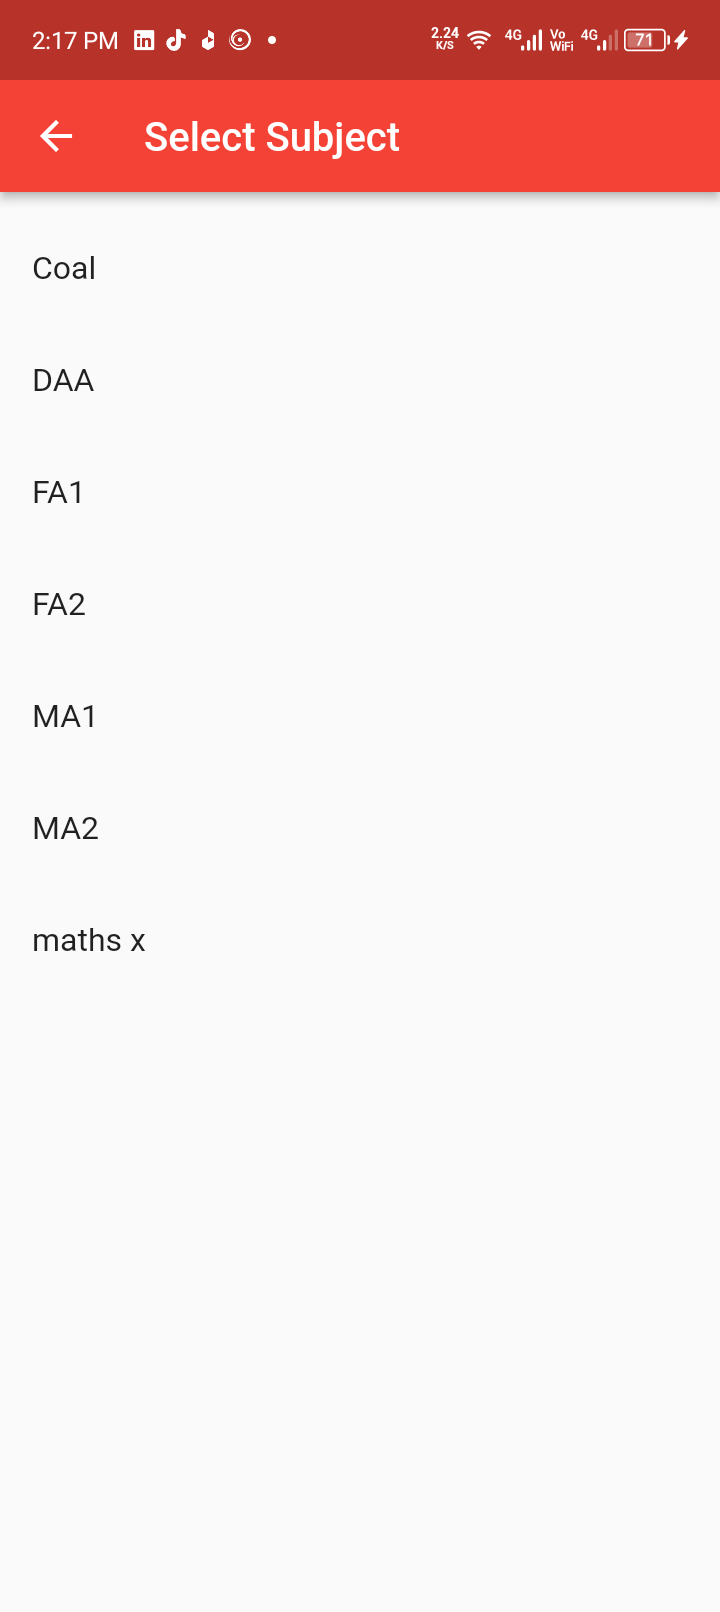 2:17 PM
2.24
K/S
4G
Vo
WiFi
4G
71
Select Subject
Coal
DAA
FA1
FA2
MA1
MA2
maths x